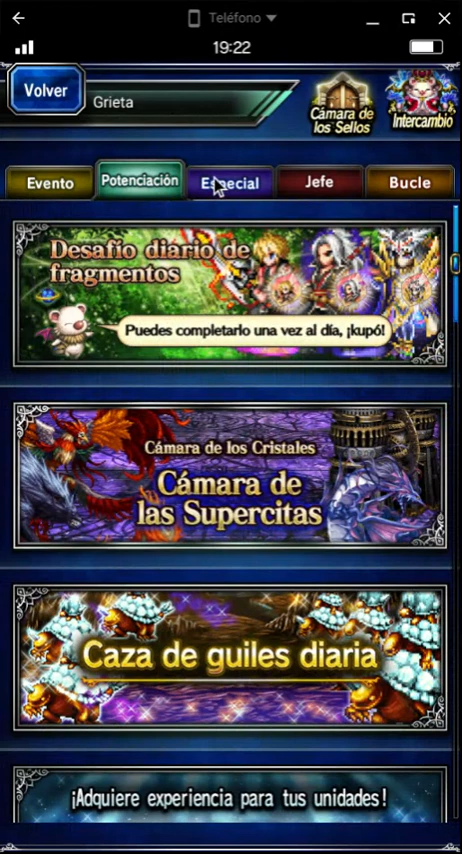 Teléfono
19:22
Volver
Grieta
Cámara de
los Sellos
Intercambio
Evento
Potenciación
Especial
Jefe
Bucle
Desafío diario de
fragmentos
Puedes completarlo una vez al día, ¡kupó!
Cámara de los Cristales
Cámara de
las Supercitas
Caza de guiles diaria
¡Adquiere experiencia para tus unidades!